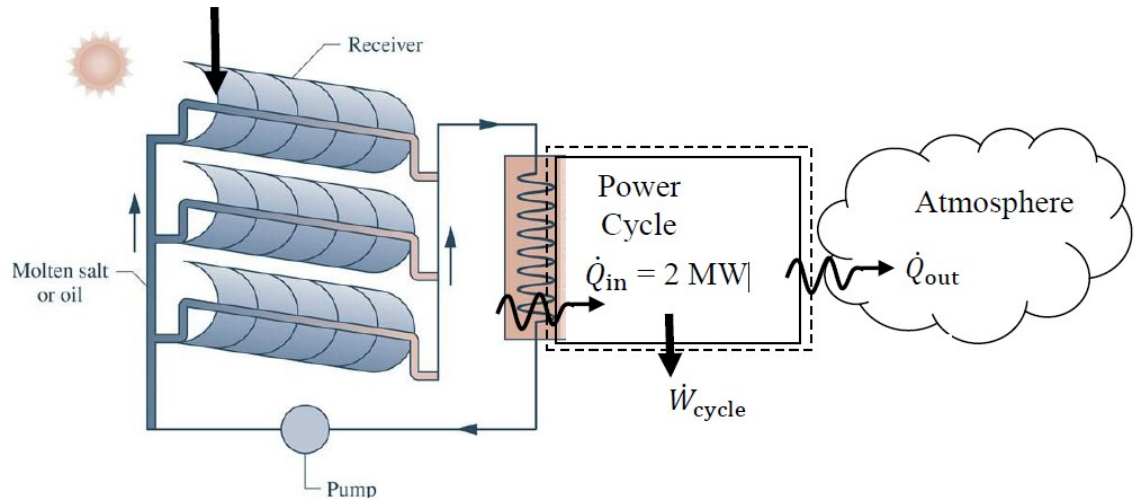 Receiver
Power
Cycle
Q̇in = 2 MW|
Atmosphere
Q̇out
Molten salt
or oil
Ẇcycle
Pump